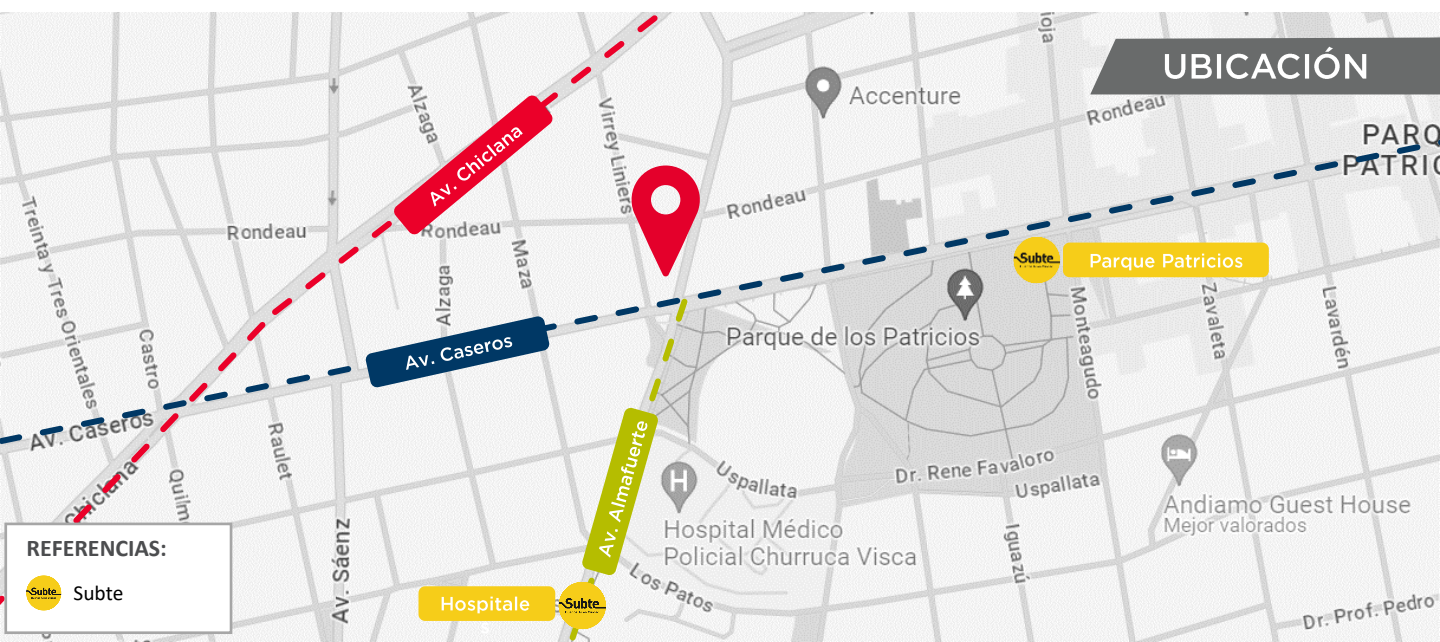 UBICACIÓN
ioja
Accenture
Rondeau
PARQ
PATRIC
Alzaga
Virrey Liniers
Av. Chiclana
Rondeau
Rondeau
Rondeau
Treinta y Tres Orientales
Maza
Alzaga
Subte
Parque Patricios
Parque de los Patricios
Monteagudo
Zavaleta
Lavardén
Av. Caseros
Castro
AV. Caseros
Raulet
Chiclana
Quilm
Av. Almafuerte
Uspallata
Dr. Rene Favaloro
Uspallata
Hospital Médico
Policial Churruca Visca
Andiamo Guest House
Mejor valorados
Iguazú
Av. Sáenz
Los Patos
Hospitale
s
Subte
Dr. Prof. Pedro
REFERENCIAS:
Subte
Subte
H